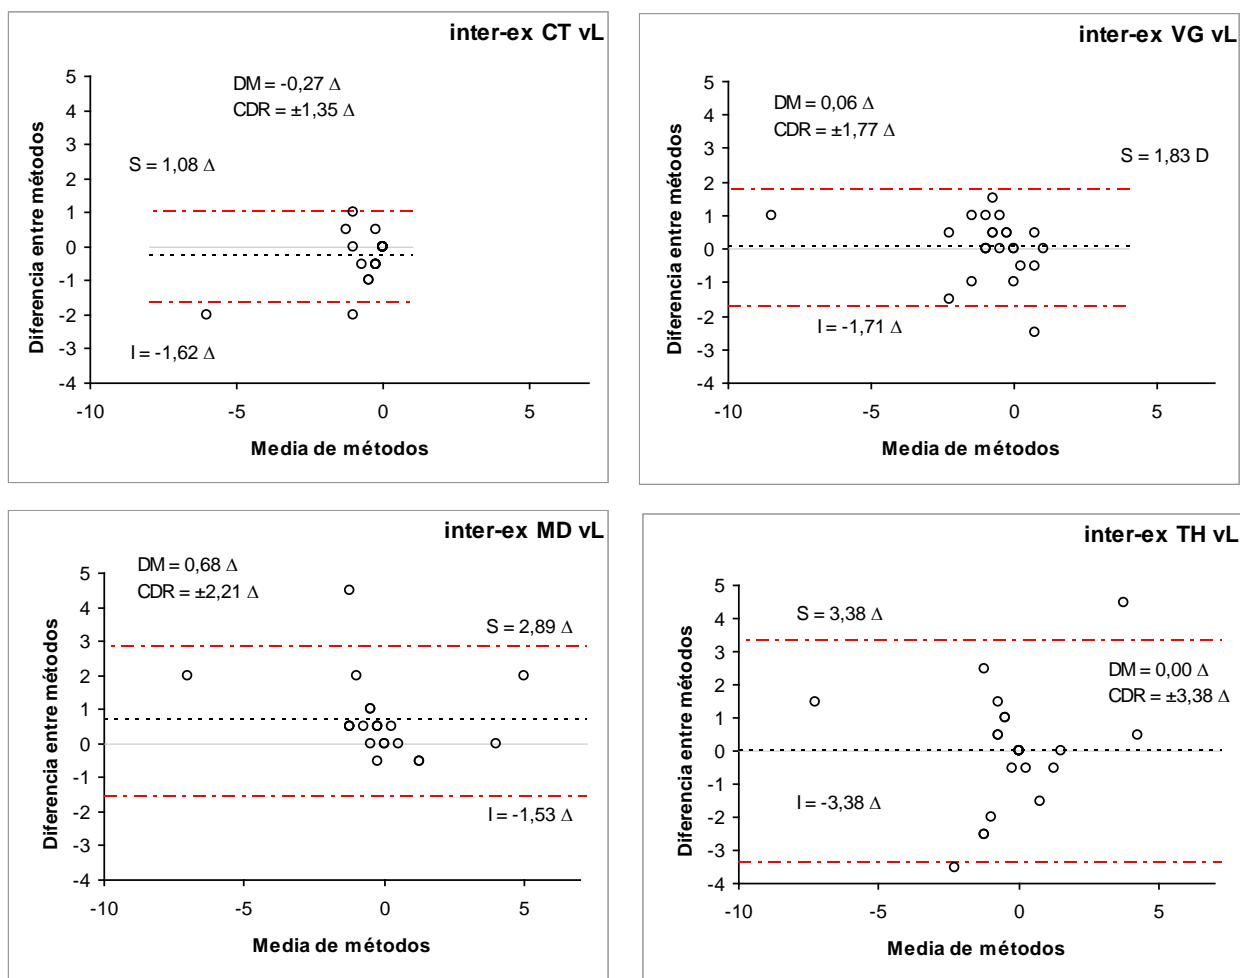 inter-ex CT vL
DM = -0,27 Δ
CDR = ±1,35 Δ
S = 1,08 Δ
I = -1,62 Δ
Diferencia entre métodos
5
4
3
2
1
0
-1
-2
-3
-4
-10
-5
0
5
Media de métodos
inter-ex VG vL
DM = 0,06 Δ
CDR = ±1,77 Δ
S = 1,83 D
I = -1,71 Δ
Diferencia entre métodos
5
4
3
2
1
0
-1
-2
-3
-4
-10
-5
0
5
Media de métodos
inter-ex MD vL
DM = 0,68 Δ
CDR = ±2,21 Δ
S = 2,89 Δ
I = -1,53 Δ
Diferencia entre métodos
5
4
3
2
1
0
-1
-2
-3
-4
-10
-5
0
5
Media de métodos
inter-ex TH vL
S = 3,38 Δ
DM = 0,00 Δ
CDR = ±3,38 Δ
I = -3,38 Δ
Diferencia entre métodos
5
4
3
2
1
0
-1
-2
-3
-4
-10
-5
0
5
Media de métodos